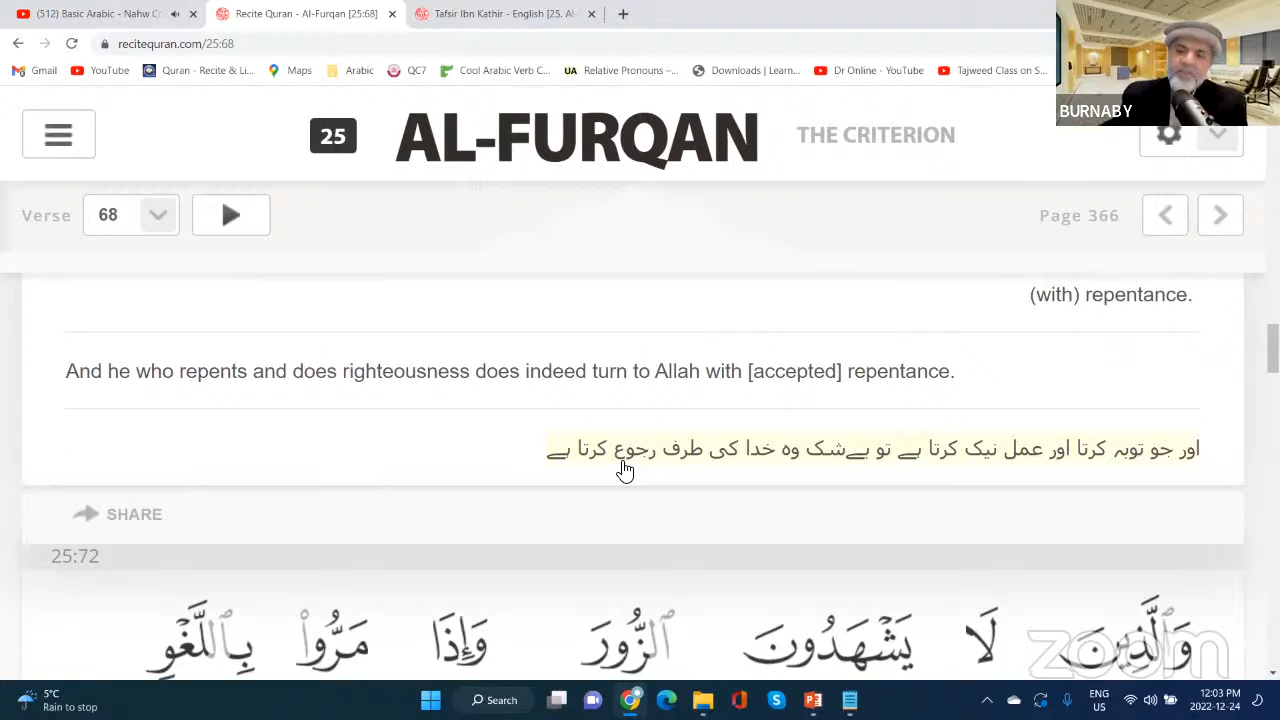 (512) Basic Arabic - Nahw Co
Recite Quran - Al-Furqan [25:68]
Tafsir Ibn Kathir - English [25. Al-
recitequran.com/25:68
Gmail
YouTube
Quran - Recite & Li...
Maps
Arabic
QC7
Cool Arabic Verb C...
UA
Relative Pronouns –...
Downloads | Learn...
Dr Online - YouTube
Tajweed Class on S...
BURNABY
25
AL-FURQAN
THE CRITERION
Verse
68
Page 366
(with) repentance.
And he who repents and does righteousness does indeed turn to Allah with [accepted] repentance.
اور جو توبہ کرتا اور عمل نیک کرتا ہے تو بےشک وہ خدا کی طرف رجوع کرتا ہے
SHARE
25:72
وَٱلَّذِينَ لَا يَشْهَدُونَ ٱلزُّورَ وَإِذَا مَرُّوا۟ بِٱللَّغْوِ
zoom
5°C
Rain to stop
Search
ENG
US
12:03 PM
2022-12-24